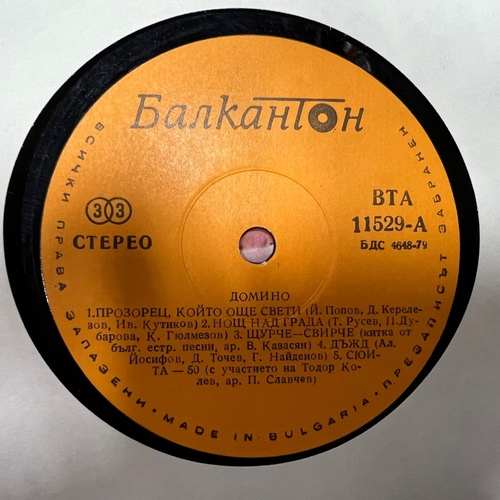 Балкантон
ВСИЧКИ ПРАВА ЗАПАЗЕНИ · MADE IN BULGARIA · ПРЕЗАПИСЪТ ЗАБРАНЕН
33
СТЕРЕО
ВТА
11529-А
БДС 4648-79
ДОМИНО
1.ПРОЗОРЕЦ, КОЙТО ОЩЕ СВЕТИ (Й. Попов, Д. Кереле-
зов, Ив. Кутиков) 2. НОЩ НАД ГРАДА (Т. Русев, П.Ду-
барова, К. Гюлмезов) 3. ЩУРЧЕ—СВИРЧЕ (китка от
бълг. естр. песни, ар. В. Казасян) 4. ДЪЖД (Ал.
Йосифов, Д. Точев, Г. Найденов) 5. СЮИ-
ТА — 50 (с участието на Тодор Ко-
лев, ар. П. Славчев)